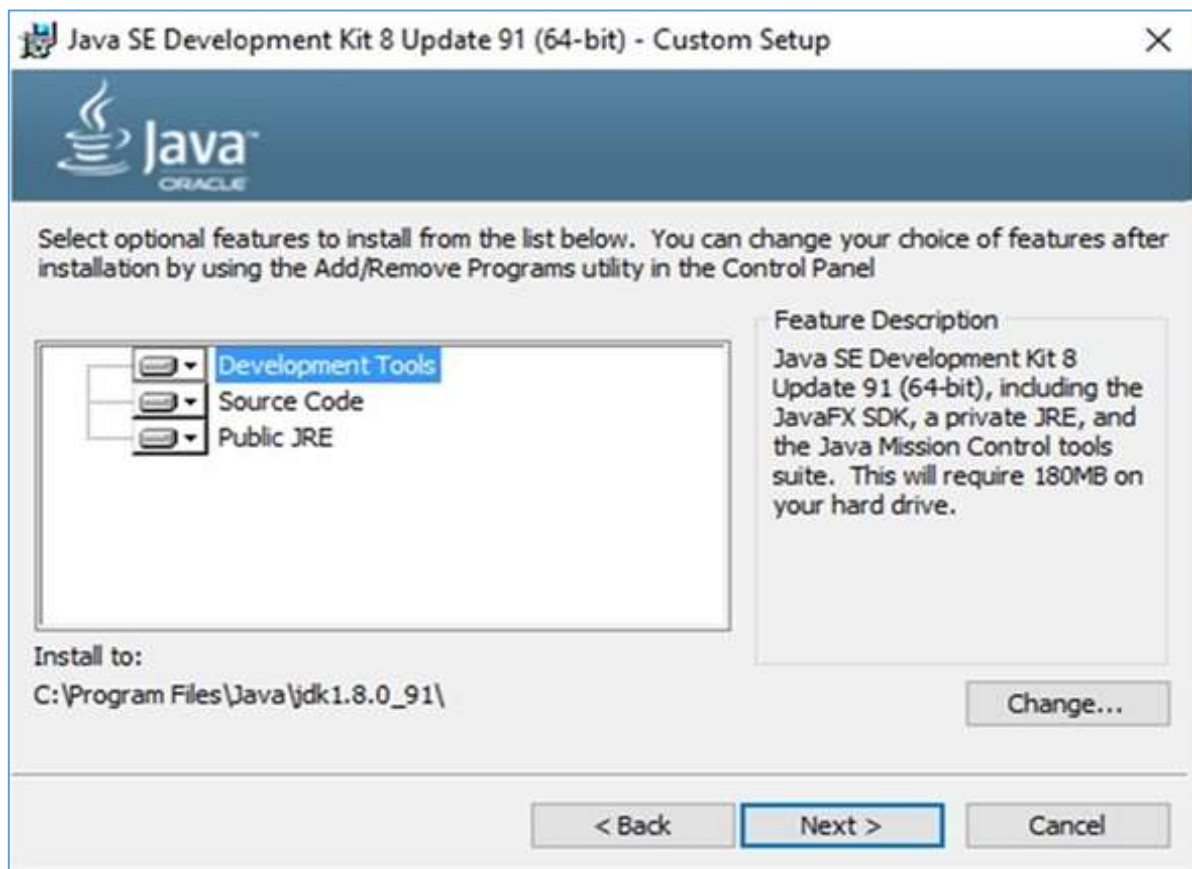 Java SE Development Kit 8 Update 91 (64-bit) - Custom Setup
Java™
ORACLE
Select optional features to install from the list below.  You can change your choice of features after
installation by using the Add/Remove Programs utility in the Control Panel
Development Tools
Source Code
Public JRE
Feature Description
Java SE Development Kit 8
Update 91 (64-bit), including the
JavaFX SDK, a private JRE, and
the Java Mission Control tools
suite.  This will require 180MB on
your hard drive.
Install to:
C:\Program Files\Java\jdk1.8.0_91\
Change...
< Back
Next >
Cancel